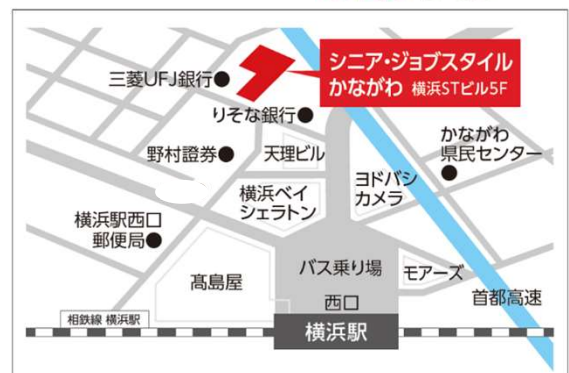 シニア・ジョブスタイル
かながわ 横浜STビル5F
三菱UFJ銀行
りそな銀行
かながわ
県民センター
野村證券
天理ビル
ヨドバシ
カメラ
横浜ベイ
シェラトン
横浜駅西口
郵便局
髙島屋
バス乗り場
モアーズ
西口
首都高速
相鉄線 横浜駅
横浜駅